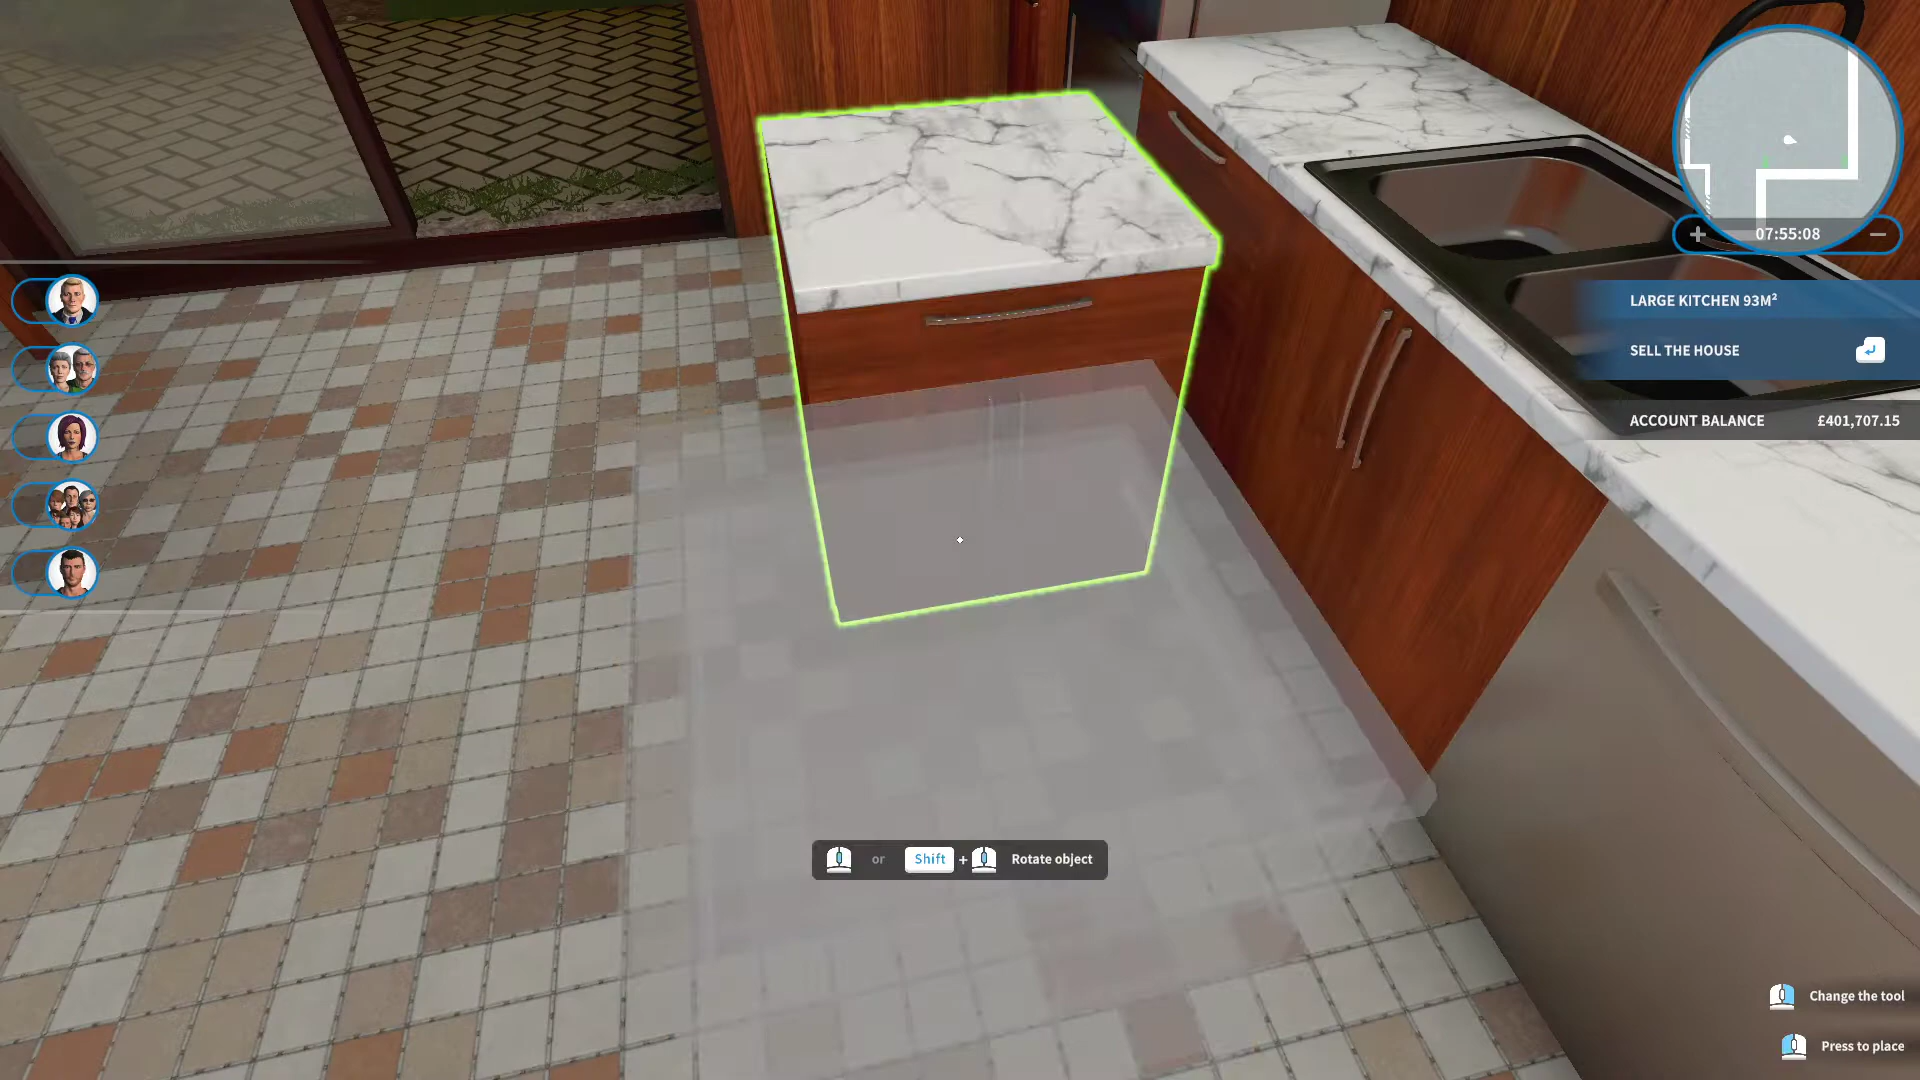 07:55:08
LARGE KITCHEN 93M²
SELL THE HOUSE
ACCOUNT BALANCE £401,707.15
or Shift + Rotate object
Change the tool
Press to place